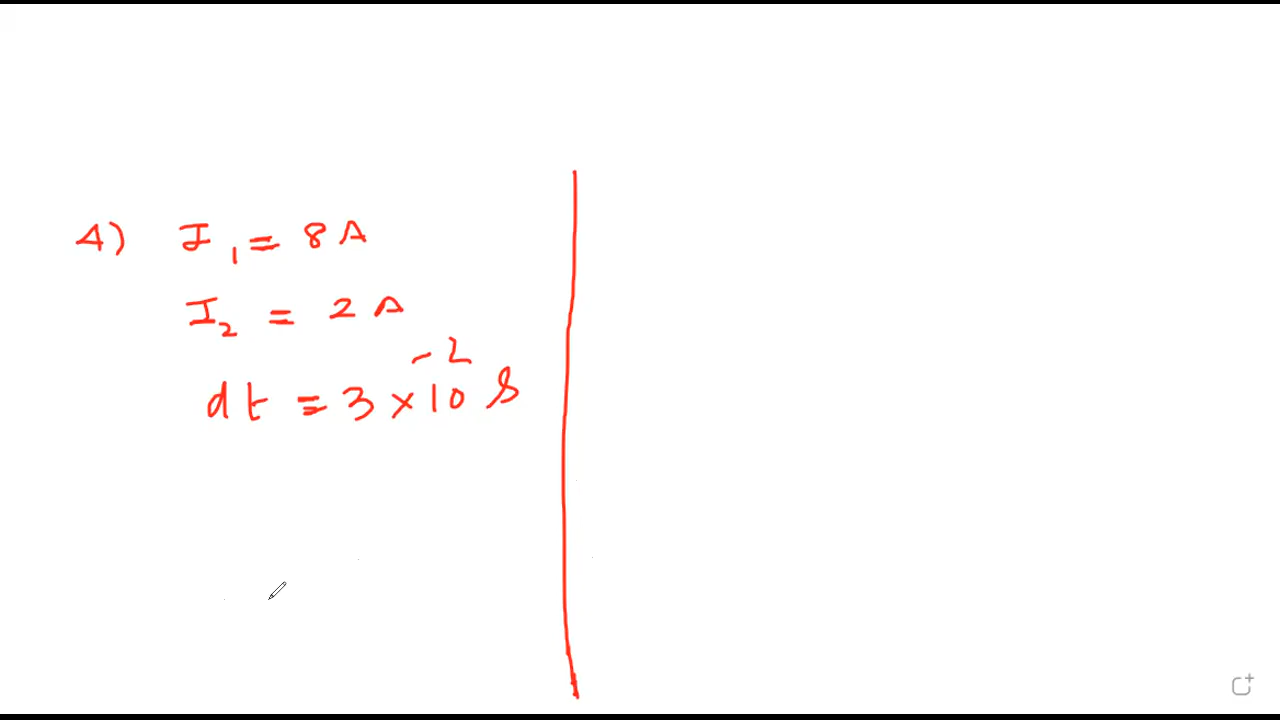 4) I₁ = 8 A
I₂ = 2 A
dt = 3 × 10⁻² s